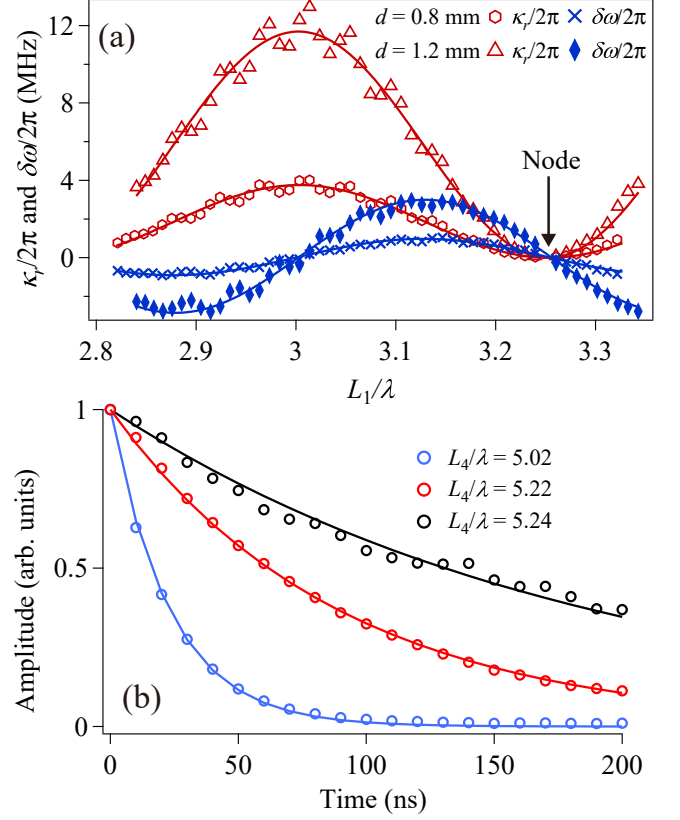 (a)
d = 0.8 mm κr/2π δω/2π
d = 1.2 mm κr/2π δω/2π
Node
κr/2π and δω/2π (MHz)
12
8
4
0
2.8 2.9 3 3.1 3.2 3.3
L1/λ
(b)
L4/λ = 5.02
L4/λ = 5.22
L4/λ = 5.24
Amplitude (arb. units)
1
0.5
0
0 50 100 150 200
Time (ns)